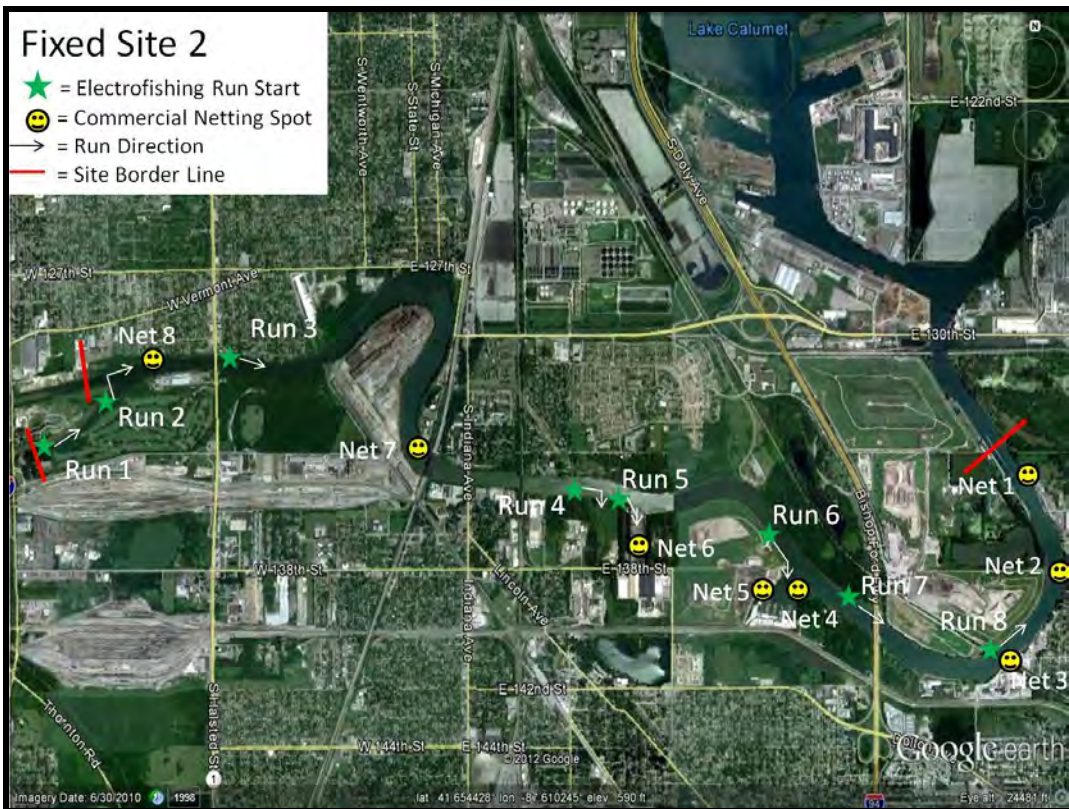 Fixed Site 2
= Electrofishing Run Start
= Commercial Netting Spot
= Run Direction
= Site Border Line
Lake Calumet
N
E 122nd St
S Wentworth Ave
S State St
S Michigan Ave
S Doty Ave
W 127th St
E 127th St
W Vermont Ave
E 130th St
Net 8
Run 3
Run 2
Run 1
Net 7
S Indiana Ave
Run 4
Run 5
Net 6
Run 6
Net 1
Bishop Ford
Net 2
W 138th St
E 138th St
Net 5
Net 4
Run 7
Run 8
Net 3
Lincoln Ave
Indiana Ave
E 142nd St
S Halsted St
Thornton Rd
W 144th St
E 144th St
© 2012 Google
Google earth
1
94
Imagery Date: 6/30/2010
1998
lat 41.654428° lon -87.610245° elev 590 ft
Eye alt 24481 ft